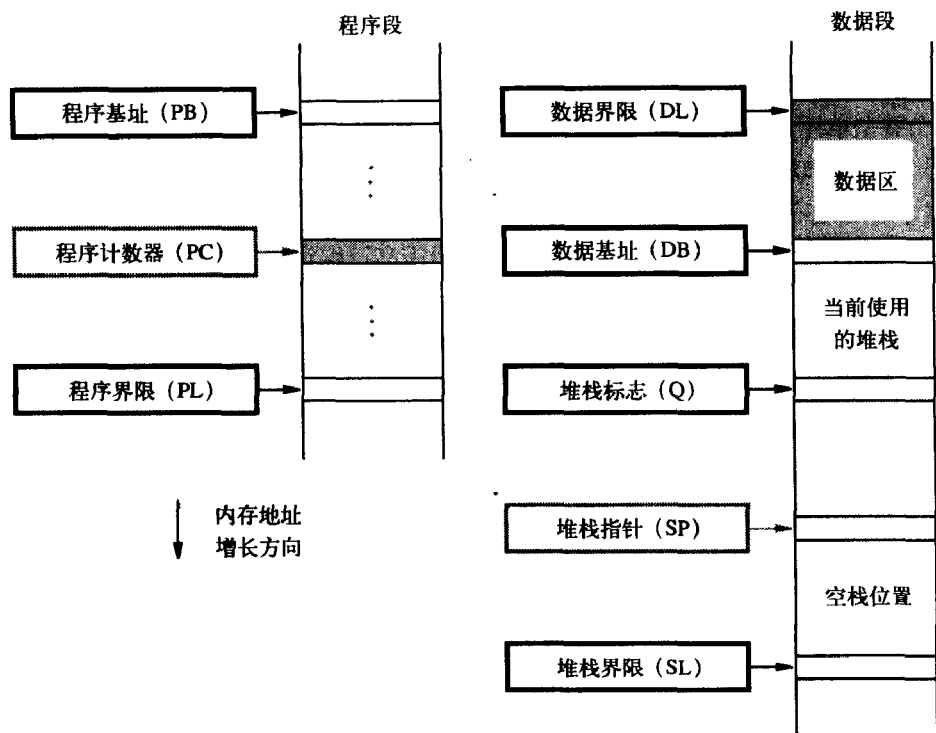 程序段
程序基址（PB）
程序计数器（PC）
程序界限（PL）
内存地址
增长方向
数据段
数据界限（DL）
数据区
数据基址（DB）
当前使用
的堆栈
堆栈标志（Q）
堆栈指针（SP）
空栈位置
堆栈界限（SL）